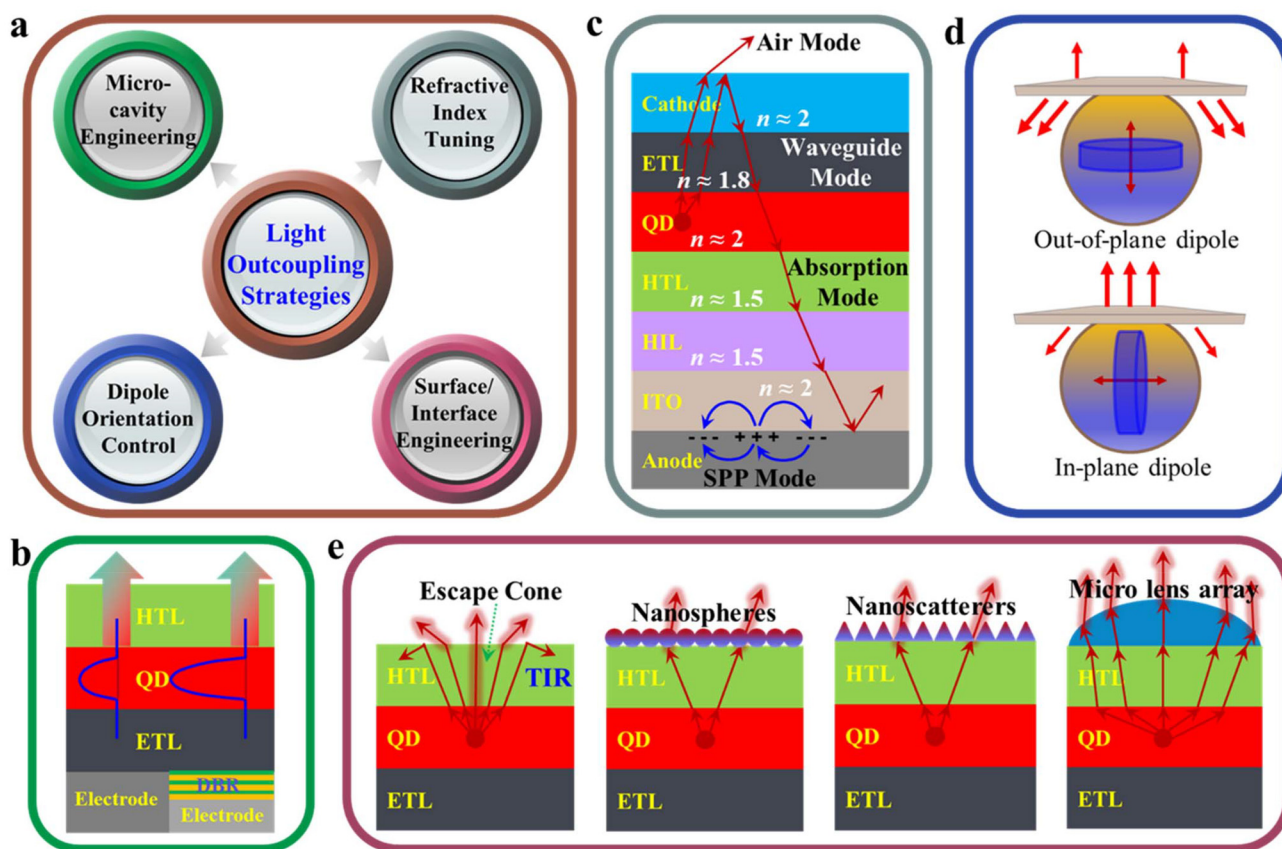 a
Micro-
cavity
Engineering
Refractive
Index
Tuning
Light
Outcoupling
Strategies
Dipole
Orientation
Control
Surface/
Interface
Engineering
b
HTL
QD
ETL
DBR
Electrode
Electrode
c
Air Mode
Cathode
n ≈ 2
ETL
Waveguide
Mode
n ≈ 1.8
QD
n ≈ 2
HTL
Absorption
Mode
n ≈ 1.5
HIL
n ≈ 1.5
ITO
n ≈ 2
- - - + + + - - -
Anode
SPP Mode
d
Out-of-plane dipole
In-plane dipole
e
Escape Cone
HTL
TIR
QD
ETL
Nanospheres
HTL
QD
ETL
Nanoscatterers
HTL
QD
ETL
Micro lens array
HTL
QD
ETL